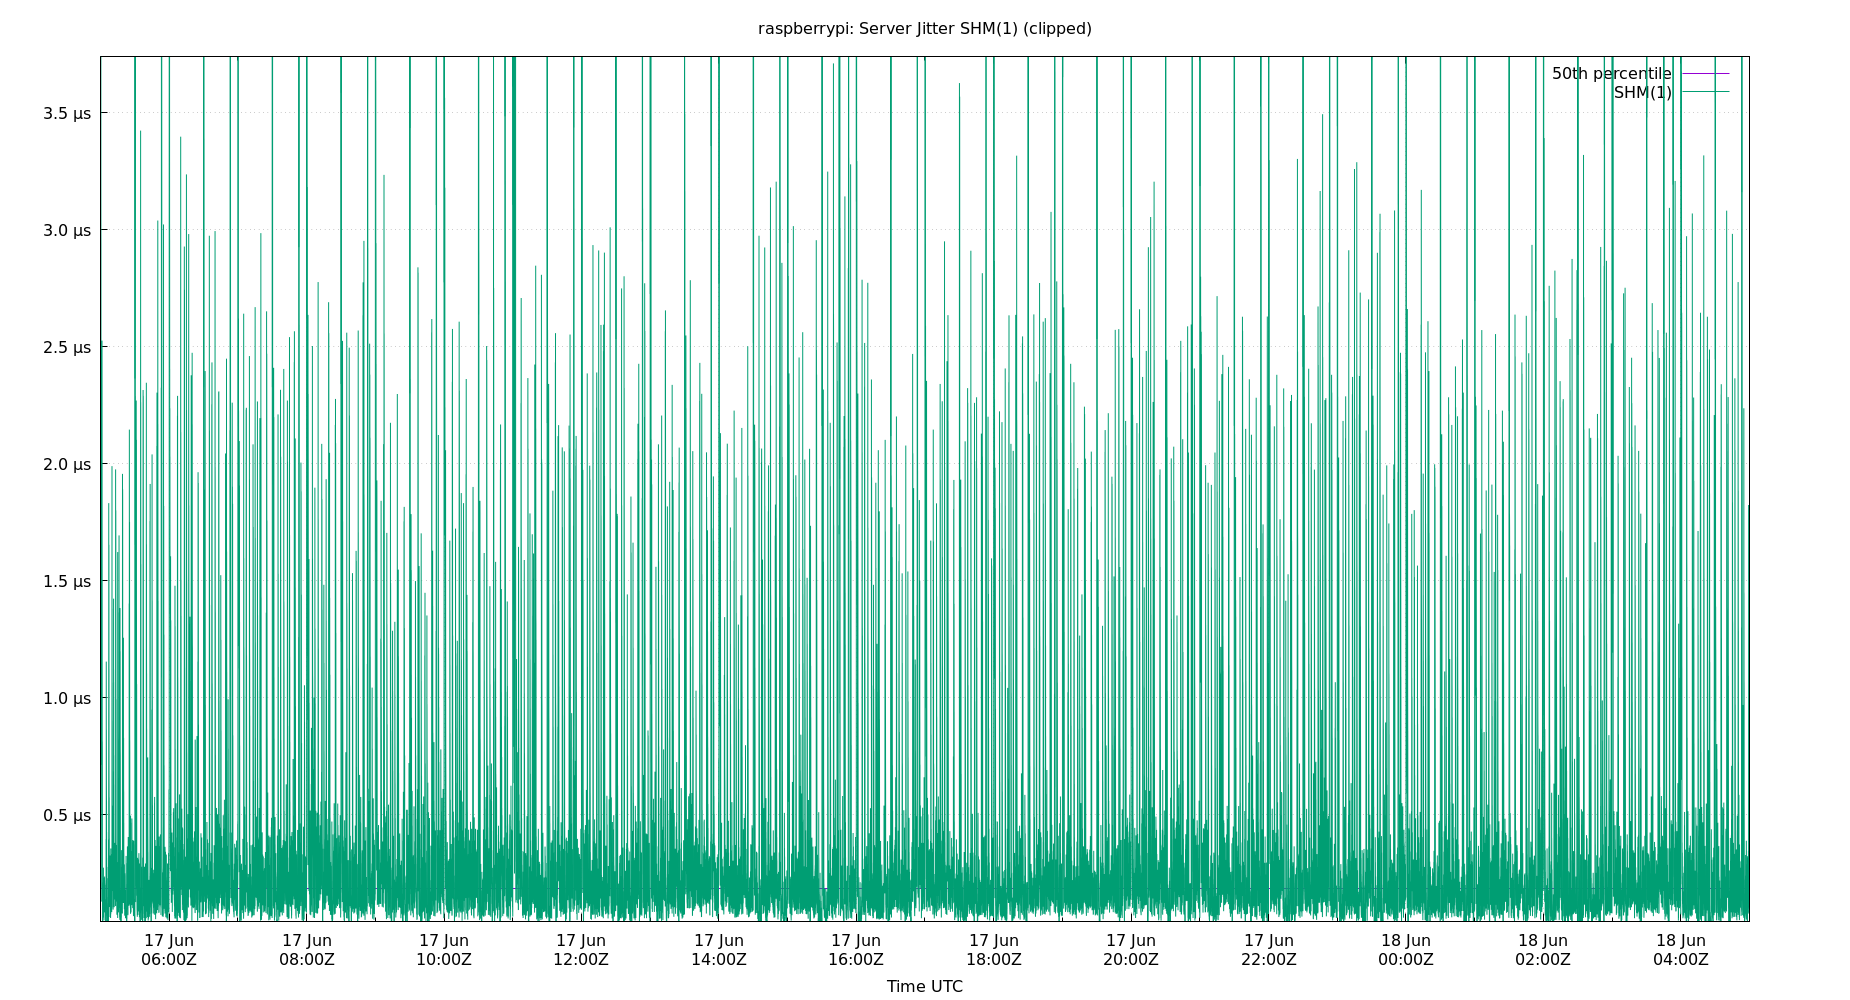 raspberrypi: Server Jitter SHM(1) (clipped)
50th percentile
SHM(1)
3.5 µs
3.0 µs
2.5 µs
2.0 µs
1.5 µs
1.0 µs
0.5 µs
17 Jun 17 Jun 17 Jun 17 Jun 17 Jun 17 Jun 17 Jun 17 Jun 17 Jun 18 Jun 18 Jun 18 Jun
06:00Z 08:00Z 10:00Z 12:00Z 14:00Z 16:00Z 18:00Z 20:00Z 22:00Z 00:00Z 02:00Z 04:00Z
Time UTC